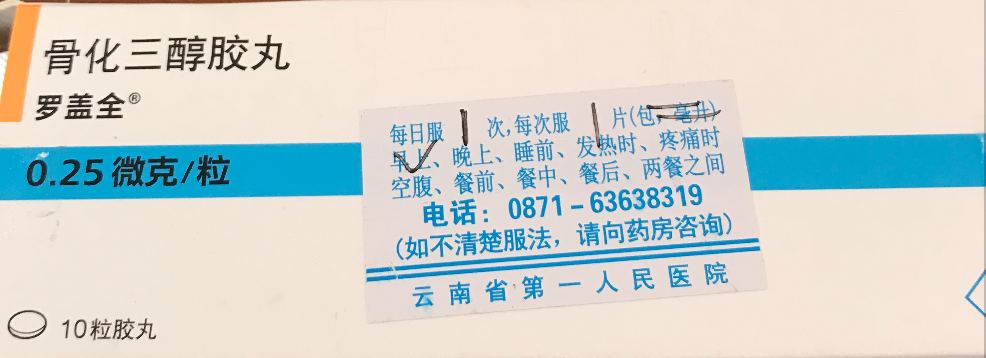 骨化三醇胶丸
罗盖全®
0.25微克/粒
10粒胶丸
每日服 1 次,每次服 1 片(包、毫升)
早上、晚上、睡前、发热时、疼痛时
空腹、餐前、餐中、餐后、两餐之间
电话：0871-63638319
(如不清楚服法，请向药房咨询)
云南省第一人民医院